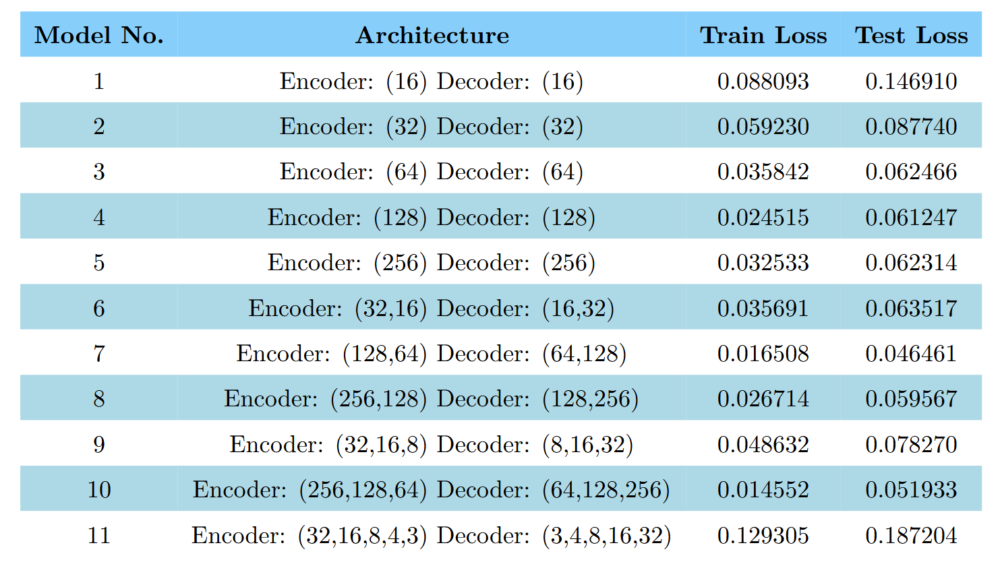 Model No. Architecture Train Loss Test Loss
1 Encoder: (16) Decoder: (16) 0.088093 0.146910
2 Encoder: (32) Decoder: (32) 0.059230 0.087740
3 Encoder: (64) Decoder: (64) 0.035842 0.062466
4 Encoder: (128) Decoder: (128) 0.024515 0.061247
5 Encoder: (256) Decoder: (256) 0.032533 0.062314
6 Encoder: (32,16) Decoder: (16,32) 0.035691 0.063517
7 Encoder: (128,64) Decoder: (64,128) 0.016508 0.046461
8 Encoder: (256,128) Decoder: (128,256) 0.026714 0.059567
9 Encoder: (32,16,8) Decoder: (8,16,32) 0.048632 0.078270
10 Encoder: (256,128,64) Decoder: (64,128,256) 0.014552 0.051933
11 Encoder: (32,16,8,4,3) Decoder: (3,4,8,16,32) 0.129305 0.187204